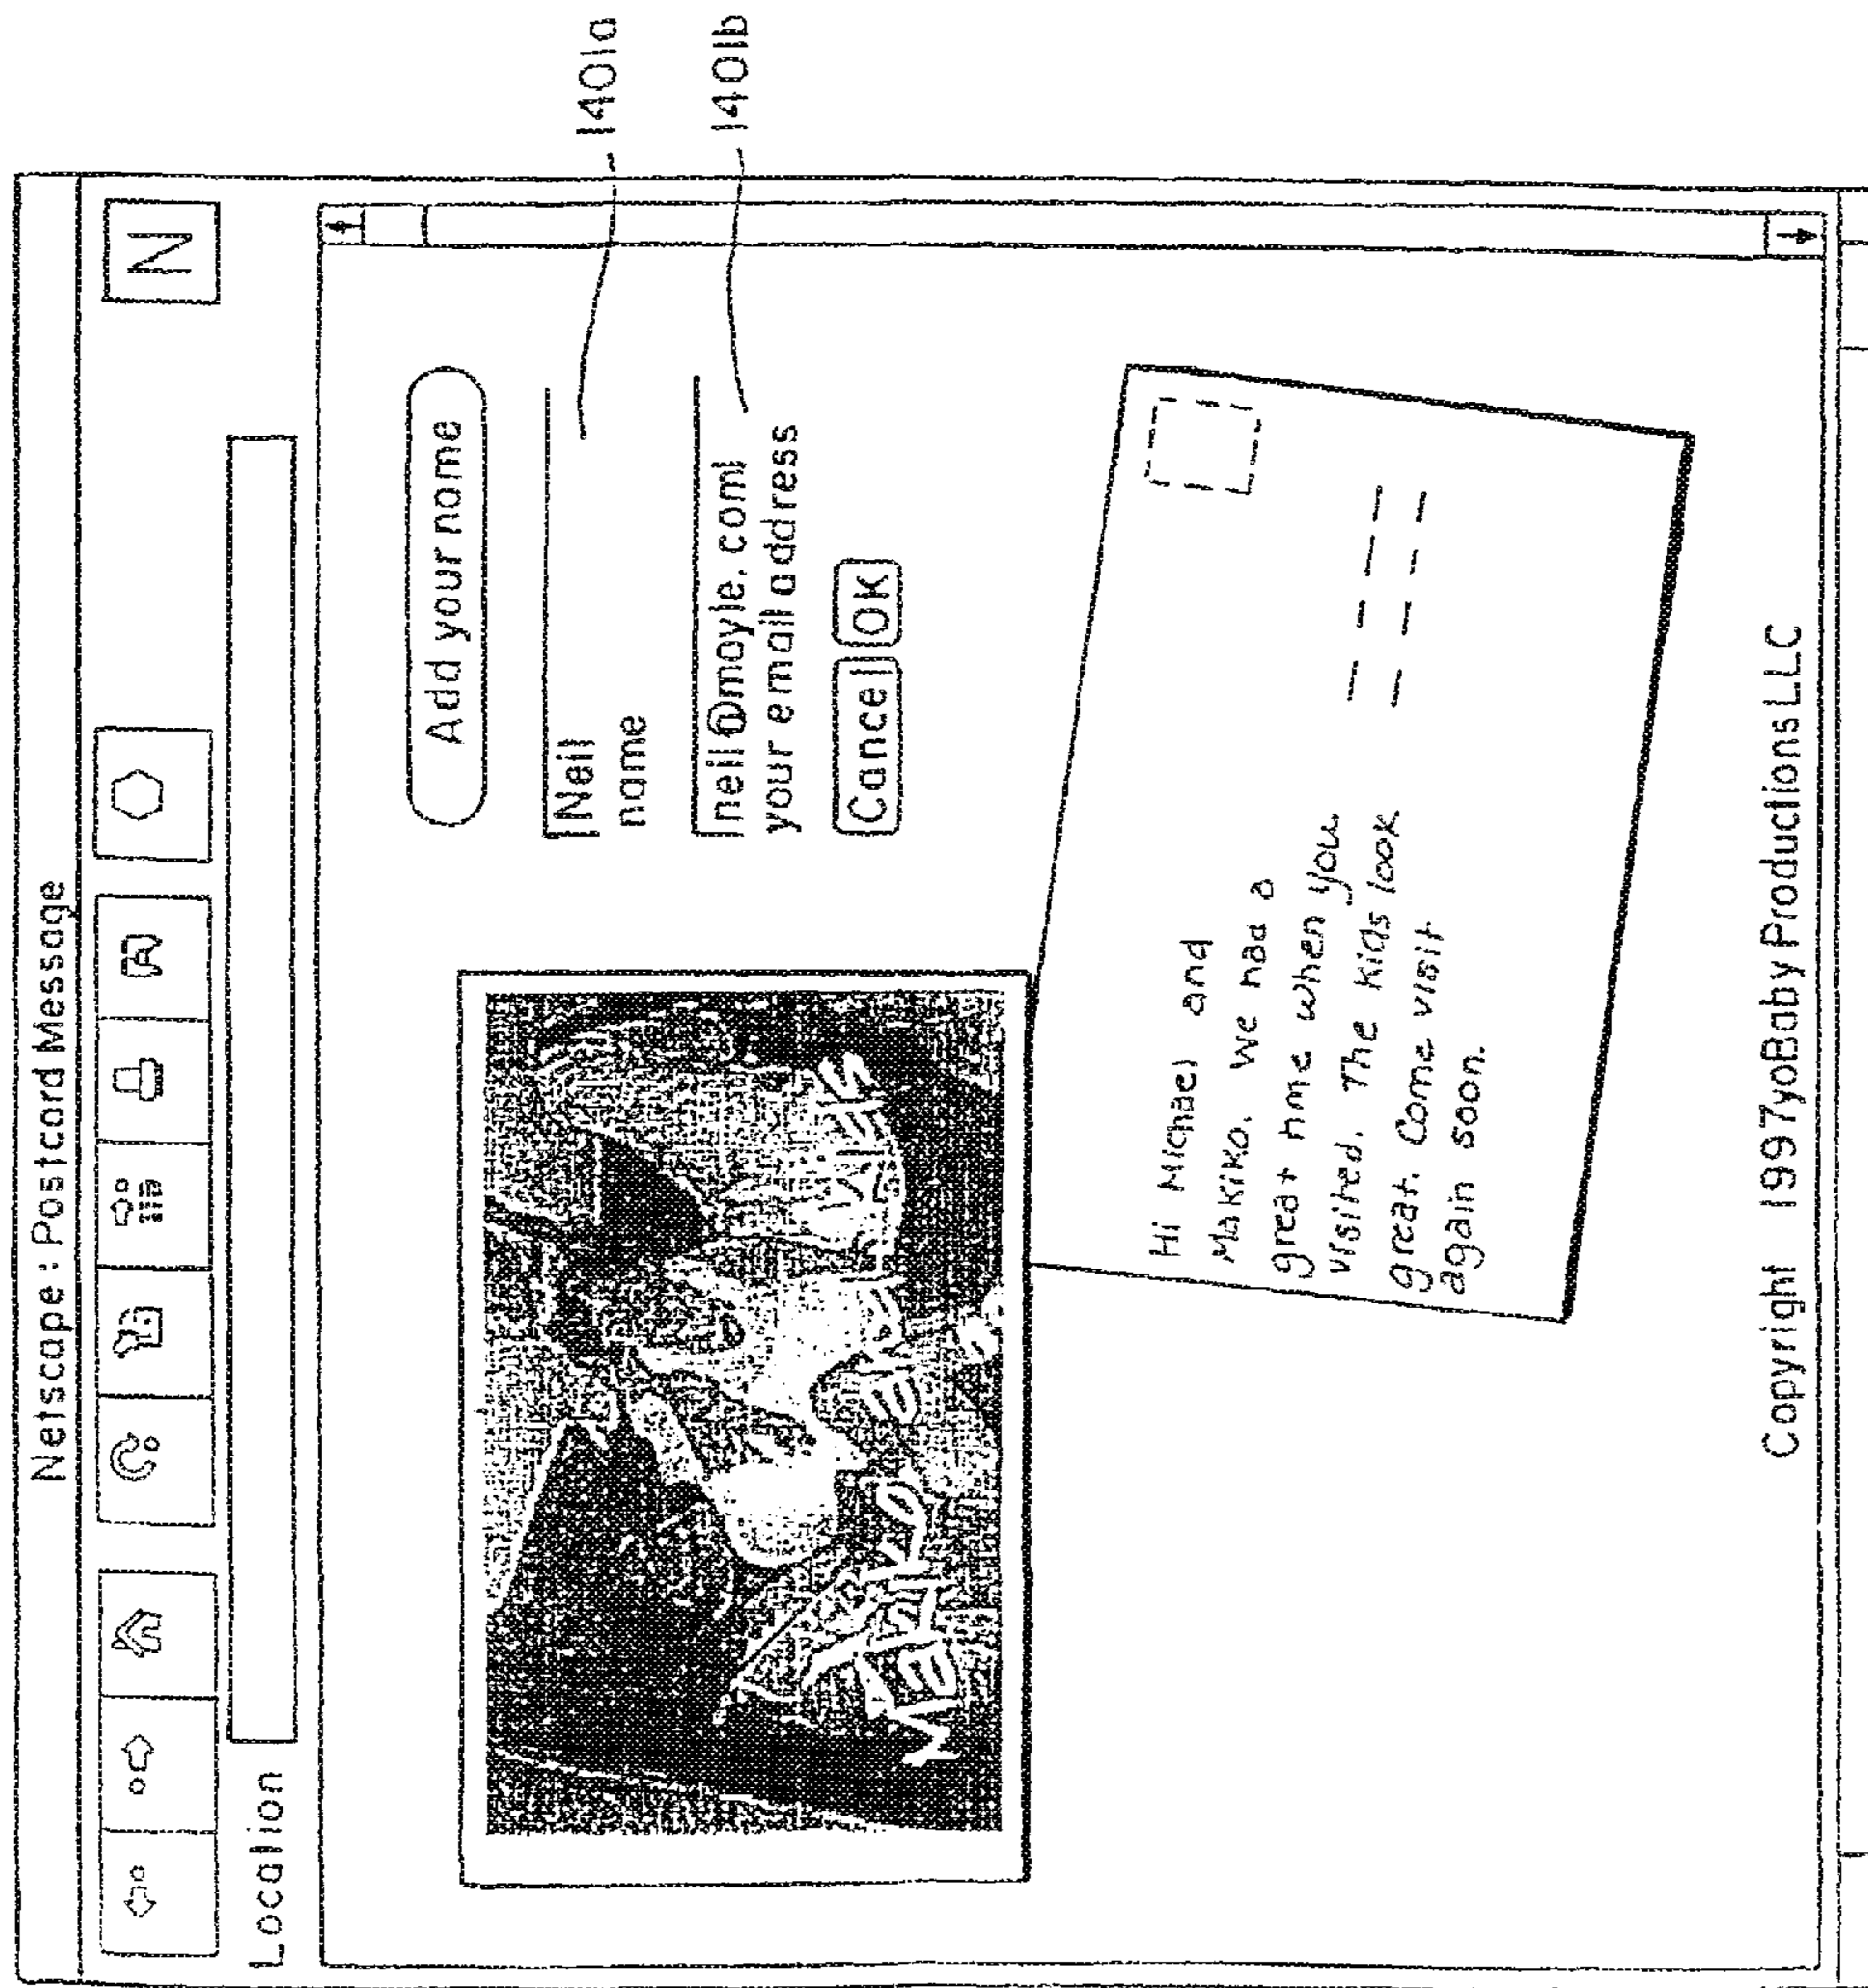 Netscape : Postcard Message
N
Location
Add your name
1401a
Neil
name
1401b
neil@moyle.com
your email address
Cancel OK
Hi Michael and
Makiko. We had a
great time when you
visited. The kids look
great. Come visit
again soon.
Copyright 1997 yoBaby Productions LLC